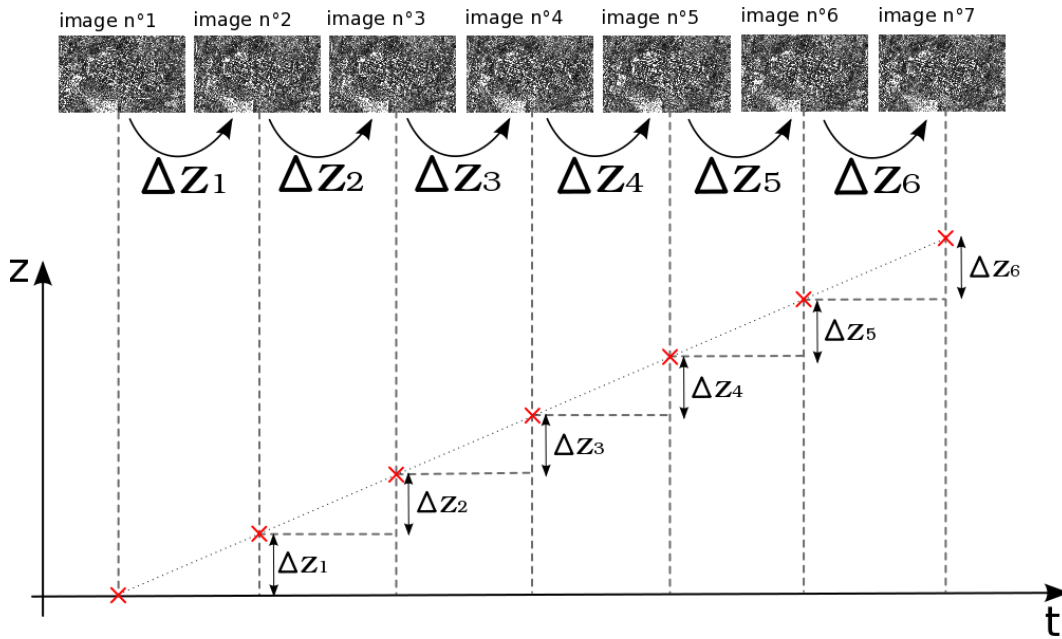 image n°1 image n°2 image n°3 image n°4 image n°5 image n°6 image n°7
Δz1 Δz2 Δz3 Δz4 Δz5 Δz6
z
Δz6
Δz5
Δz4
Δz3
Δz2
Δz1
t